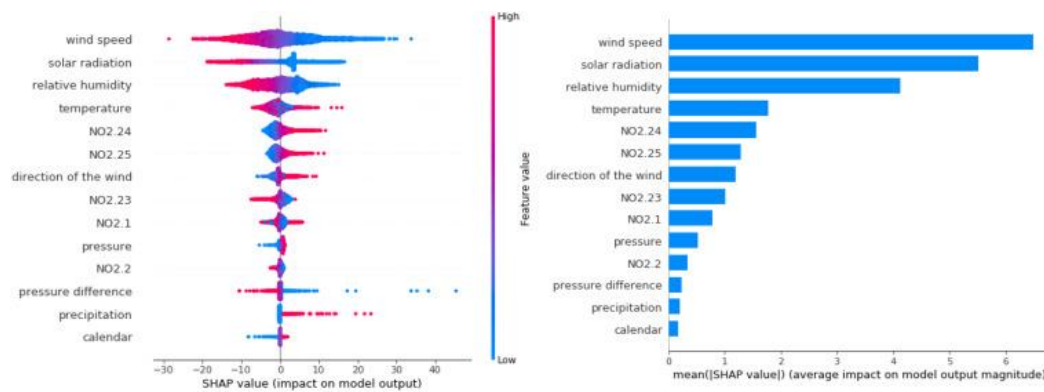 High
wind speed
solar radiation
relative humidity
temperature
NO2.24
NO2.25
direction of the wind
NO2.23
NO2.1
pressure
NO2.2
pressure difference
precipitation
calendar
Low
Feature value
−30 −20 −10 0 10 20 30 40
SHAP value (impact on model output)
wind speed
solar radiation
relative humidity
temperature
NO2.24
NO2.25
direction of the wind
NO2.23
NO2.1
pressure
NO2.2
pressure difference
precipitation
calendar
0 1 2 3 4 5 6
mean(|SHAP value|) (average impact on model output magnitude)